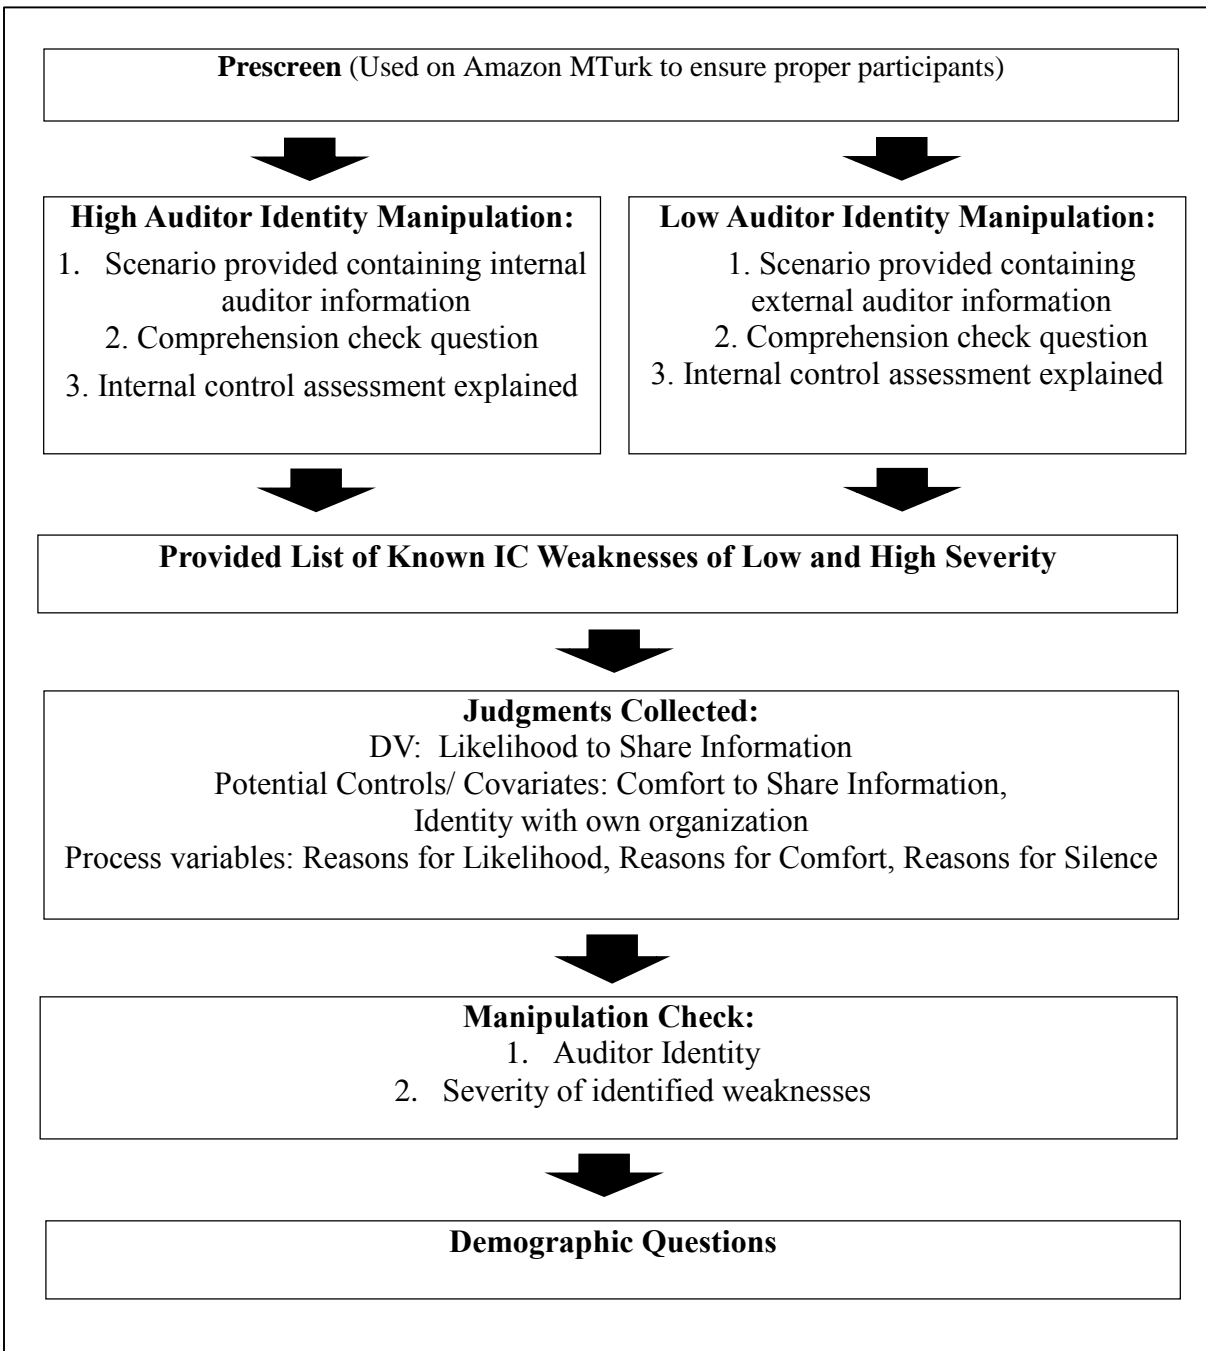 Prescreen (Used on Amazon MTurk to ensure proper participants)
High Auditor Identity Manipulation:
1. Scenario provided containing internal
auditor information
2. Comprehension check question
3. Internal control assessment explained
Low Auditor Identity Manipulation:
1. Scenario provided containing
external auditor information
2. Comprehension check question
3. Internal control assessment explained
Provided List of Known IC Weaknesses of Low and High Severity
Judgments Collected:
DV: Likelihood to Share Information
Potential Controls/ Covariates: Comfort to Share Information,
Identity with own organization
Process variables: Reasons for Likelihood, Reasons for Comfort, Reasons for Silence
Manipulation Check:
1. Auditor Identity
2. Severity of identified weaknesses
Demographic Questions